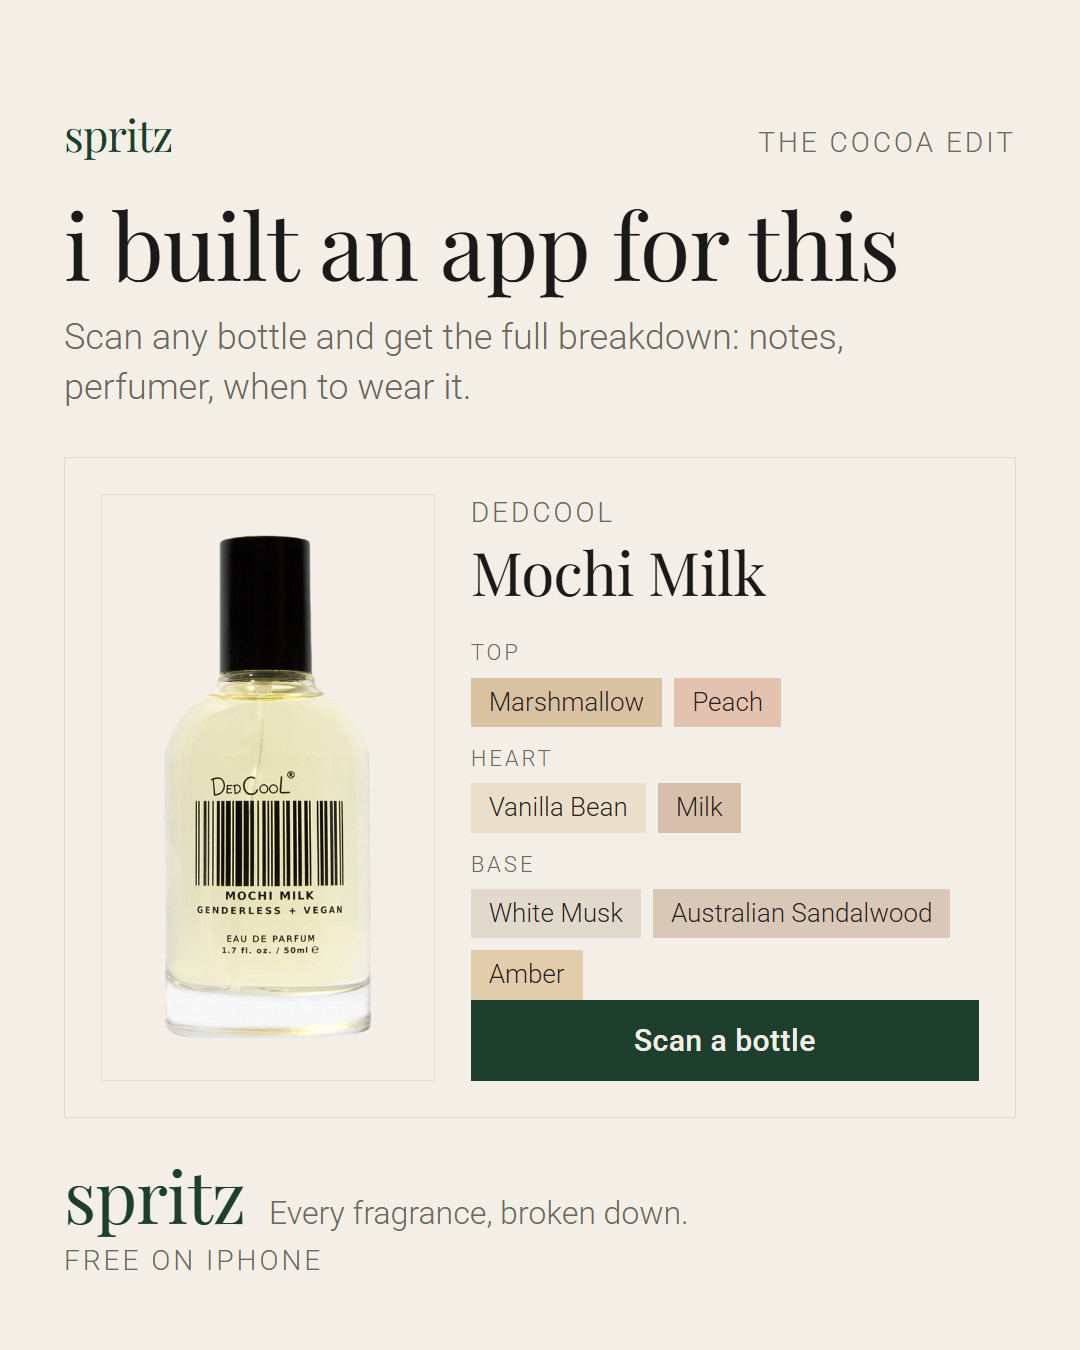 spritz
THE COCOA EDIT
i built an app for this
Scan any bottle and get the full breakdown: notes,
perfumer, when to wear it.
DEDCOOL®
MOCHI MILK
GENDERLESS + VEGAN
EAU DE PARFUM
1.7 fl. oz. / 50ml ℮
DEDCOOL
Mochi Milk
TOP
Marshmallow Peach
HEART
Vanilla Bean Milk
BASE
White Musk Australian Sandalwood
Amber
Scan a bottle
spritz Every fragrance, broken down.
FREE ON IPHONE